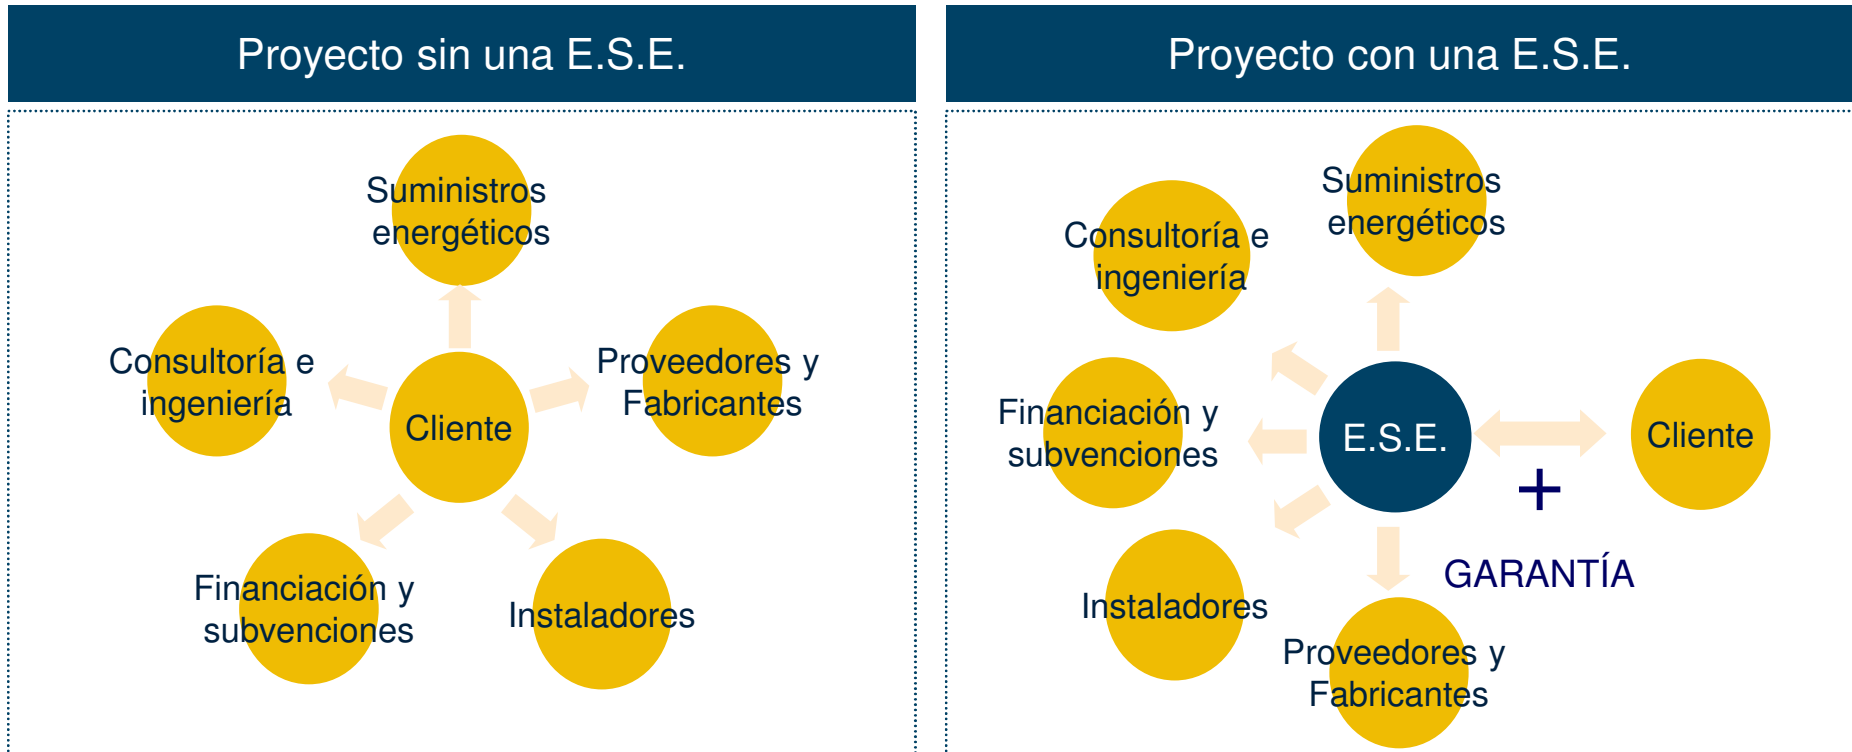 Proyecto sin una E.S.E.
Suministros
energéticos
Consultoría e
ingeniería
Proveedores y
Fabricantes
Cliente
Financiación y
subvenciones
Instaladores
Proyecto con una E.S.E.
Suministros
energéticos
Consultoría e
ingeniería
Financiación y
subvenciones
E.S.E.
Cliente
+
GARANTÍA
Instaladores
Proveedores y
Fabricantes